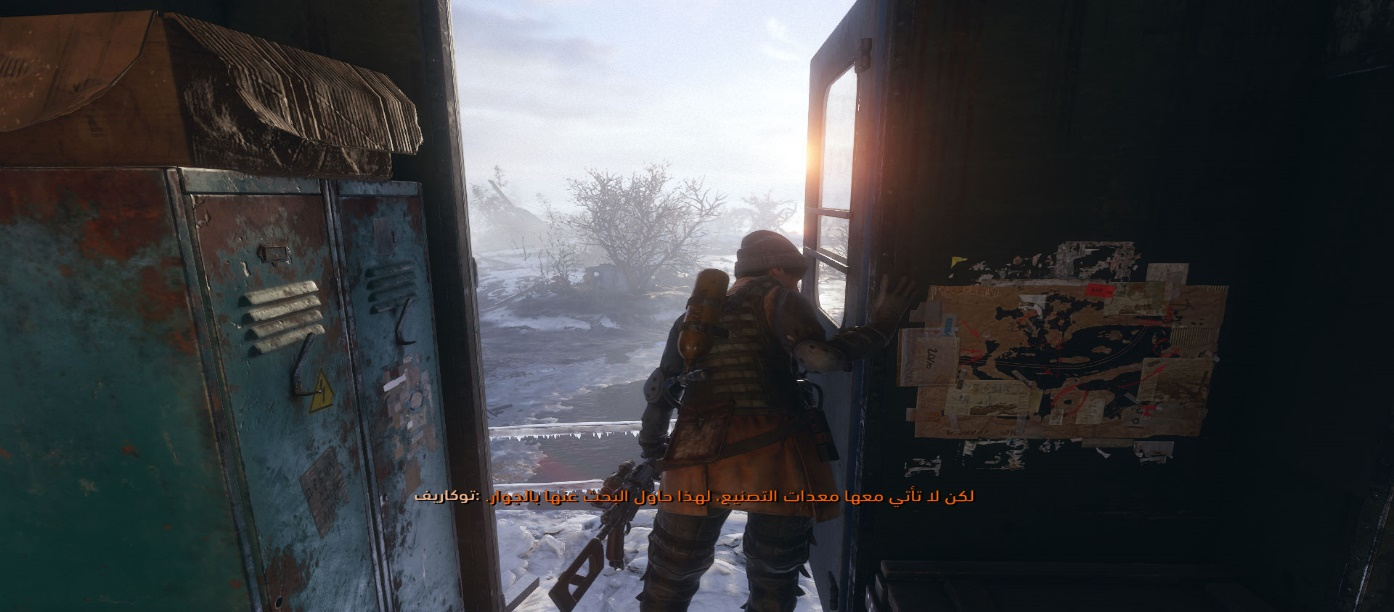 توكاريف: لكن لا تأتي معها معدات التصنيع، لهذا حاول البحث عنها بالجوار.